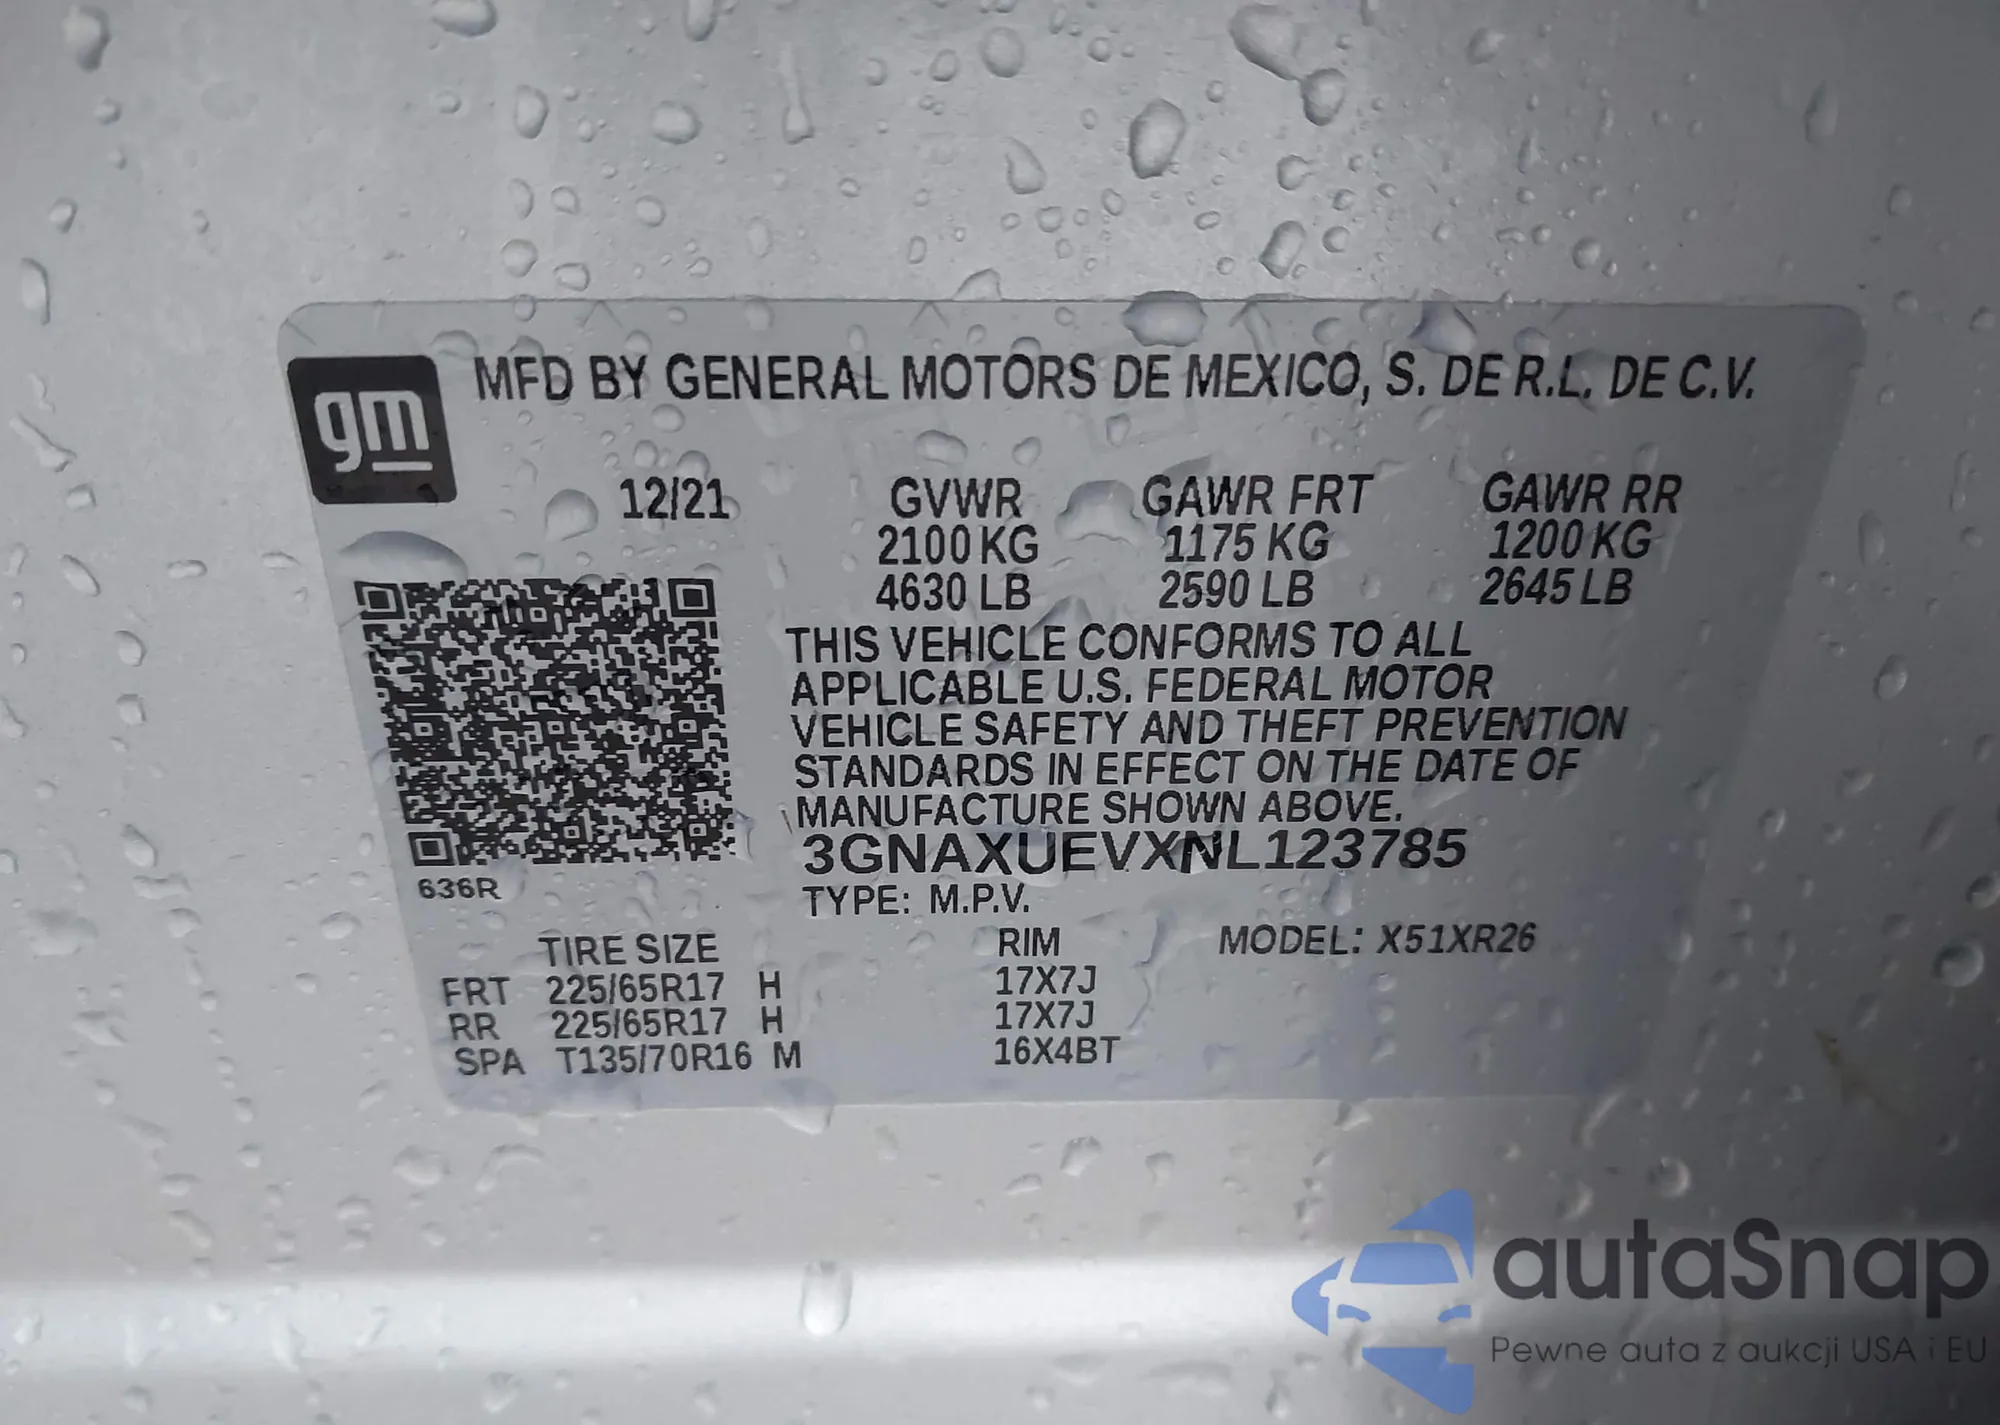 gm
MFD BY GENERAL MOTORS DE MEXICO, S. DE R.L. DE C.V.
12/21 GVWR GAWR FRT GAWR RR
2100 KG 1175 KG 1200 KG
4630 LB 2590 LB 2645 LB
THIS VEHICLE CONFORMS TO ALL
APPLICABLE U.S. FEDERAL MOTOR
VEHICLE SAFETY AND THEFT PREVENTION
STANDARDS IN EFFECT ON THE DATE OF
MANUFACTURE SHOWN ABOVE.
3GNAXUEVXNL123785
636R
TYPE: M.P.V.
TIRE SIZE RIM MODEL: X51XR26
FRT 225/65R17 H 17X7J
RR 225/65R17 H 17X7J
SPA T135/70R16 M 16X4BT
autaSnap
Pewne auta z aukcji USA i EU